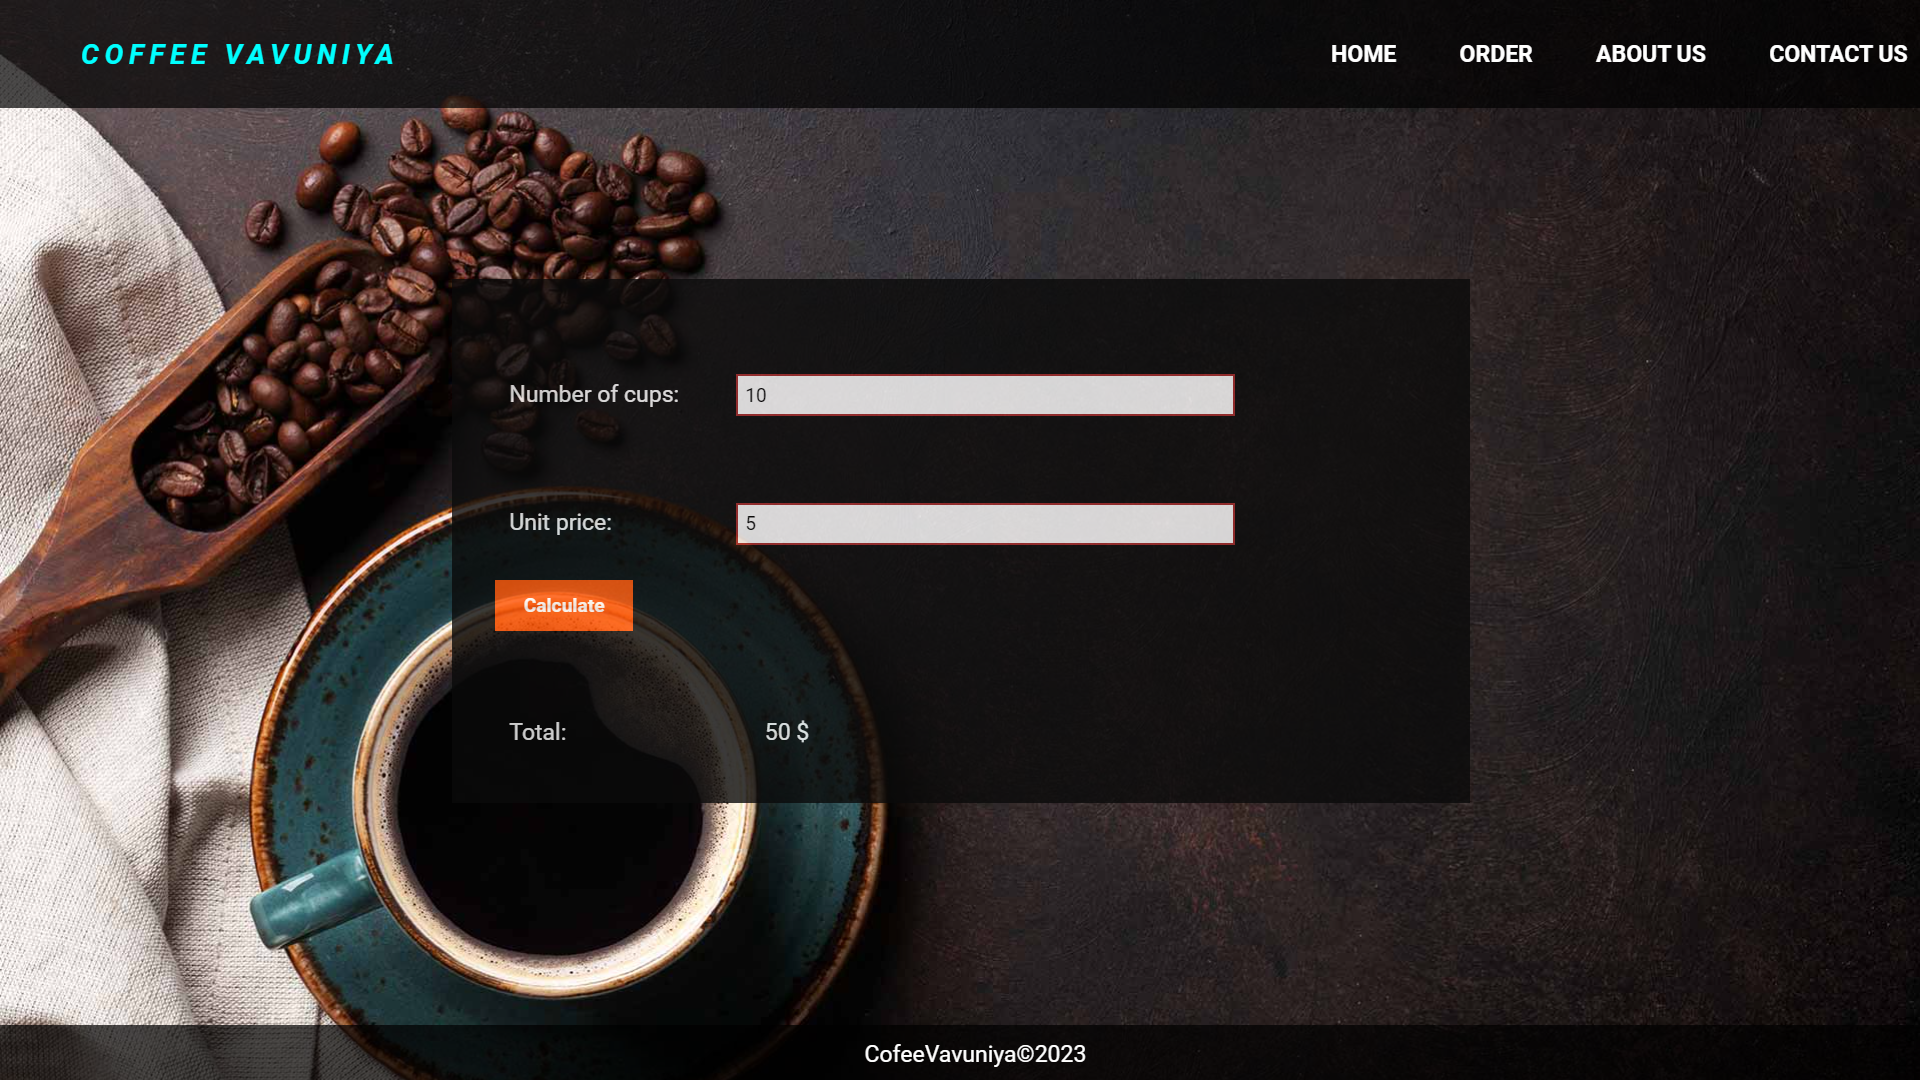 COFFEE VAVUNIYA
HOME ORDER ABOUT US CONTACT US
Number of cups: 10
Unit price: 5
Calculate
Total: 50 $
CofeeVavuniya©2023